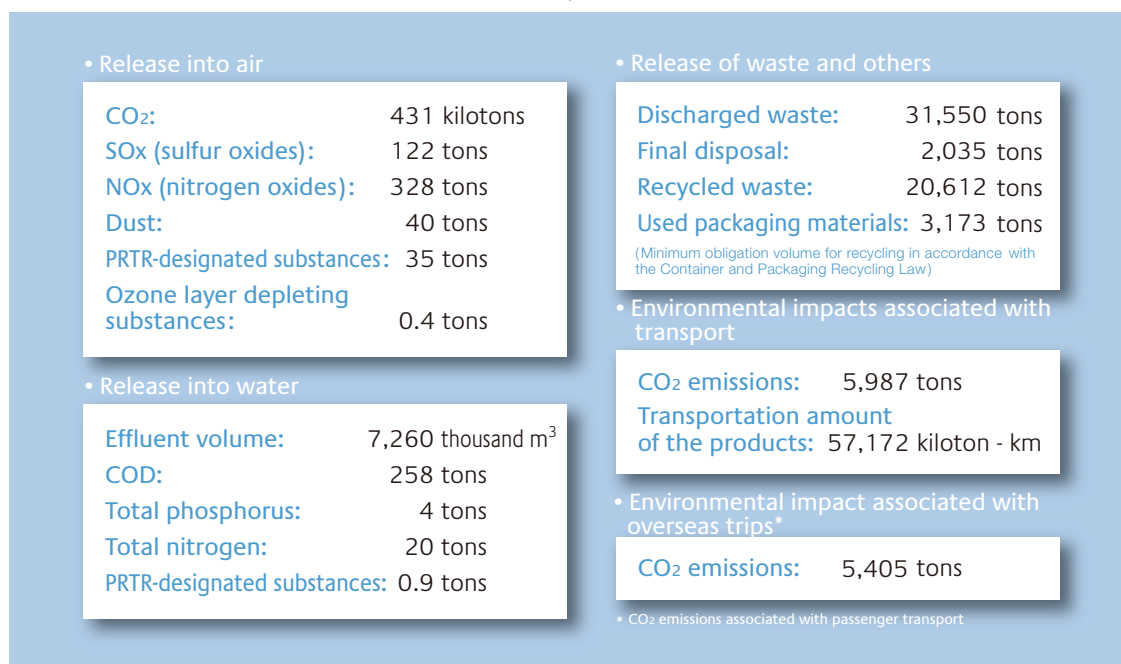 • Release into air
CO₂: 431 kilotons
SOx (sulfur oxides): 122 tons
NOx (nitrogen oxides): 328 tons
Dust: 40 tons
PRTR-designated substances: 35 tons
Ozone layer depleting
substances: 0.4 tons
• Release into water
Effluent volume: 7,260 thousand m³
COD: 258 tons
Total phosphorus: 4 tons
Total nitrogen: 20 tons
PRTR-designated substances: 0.9 tons
• Release of waste and others
Discharged waste: 31,550 tons
Final disposal: 2,035 tons
Recycled waste: 20,612 tons
Used packaging materials: 3,173 tons
(Minimum obligation volume for recycling in accordance with
the Container and Packaging Recycling Law)
• Environmental impacts associated with
transport
CO₂ emissions: 5,987 tons
Transportation amount
of the products: 57,172 kiloton - km
• Environmental impact associated with
overseas trips*
CO₂ emissions: 5,405 tons
* CO₂ emissions associated with passenger transport